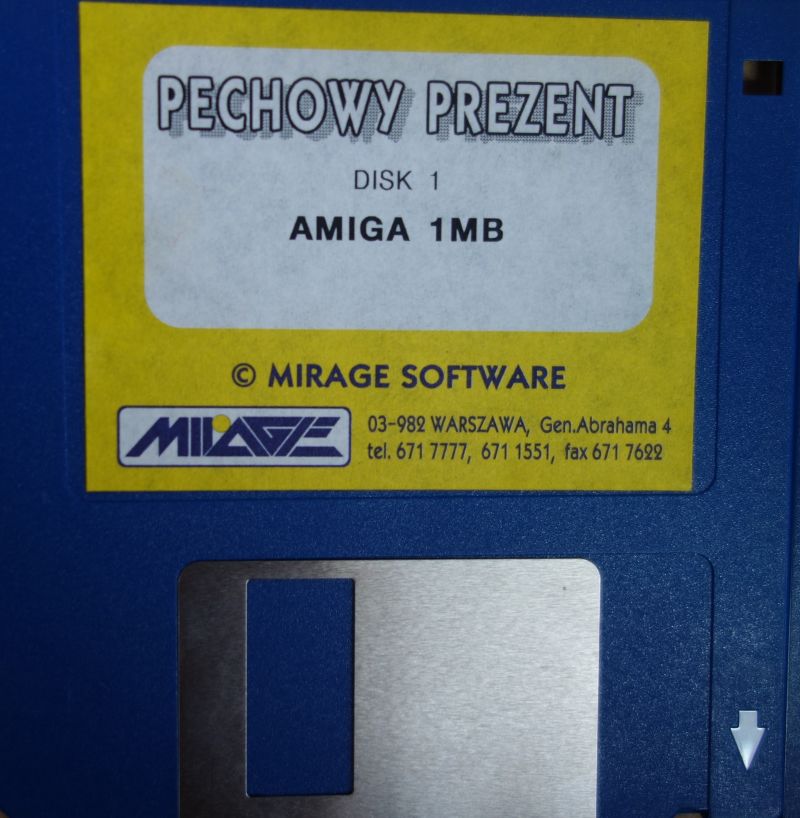 PECHOWY PREZENT
DISK 1
AMIGA 1MB
© MIRAGE SOFTWARE
MIRAGE
03-982 WARSZAWA, Gen.Abrahama 4
tel. 671 7777, 671 1551, fax 671 7622